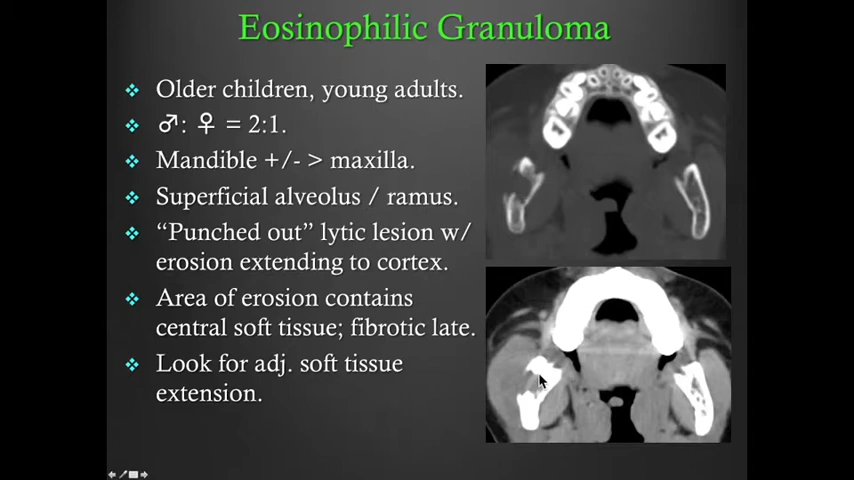 Eosinophilic Granuloma
❖ Older children, young adults.
❖ ♂: ♀ = 2:1.
❖ Mandible +/- > maxilla.
❖ Superficial alveolus / ramus.
❖ “Punched out” lytic lesion w/
erosion extending to cortex.
❖ Area of erosion contains
central soft tissue; fibrotic late.
❖ Look for adj. soft tissue
extension.